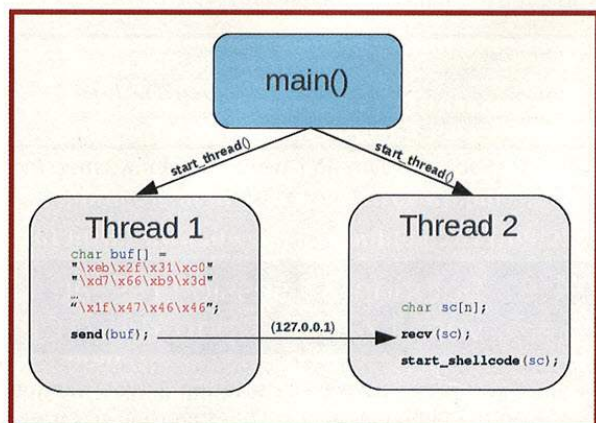 main()
start_thread()
start_thread()
Thread 1
char buf[] =
"\xeb\x2f\x31\xc0"
"\xd7\x66\xb9\x3d"
…
"\x1f\x47\x46\x46";
send(buf);
(127.0.0.1)
Thread 2
char sc[n];
recv(sc);
start_shellcode(sc);